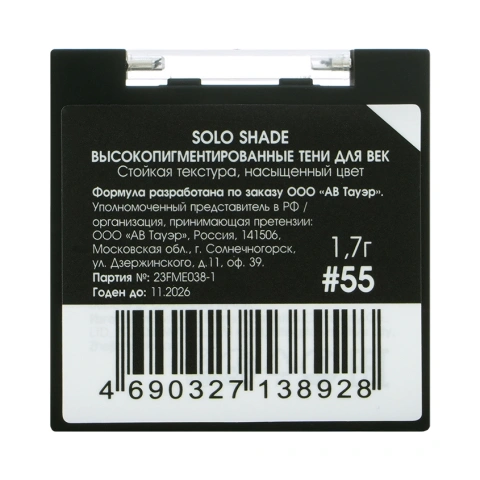 SOLO SHADE
ВЫСОКОПИГМЕНТИРОВАННЫЕ ТЕНИ ДЛЯ ВЕК
Стойкая текстура, насыщенный цвет
Формула разработана по заказу ООО «АВ Тауэр».
Уполномоченный представитель в РФ /
организация, принимающая претензии:
ООО «АВ Тауэр», Россия, 141506,
Московская обл., г. Солнечногорск,
ул. Дзержинского, д.11, оф. 39.
Партия №: 23FME038-1
Годен до: 11.2026
1,7г
#55
4 690327 138928